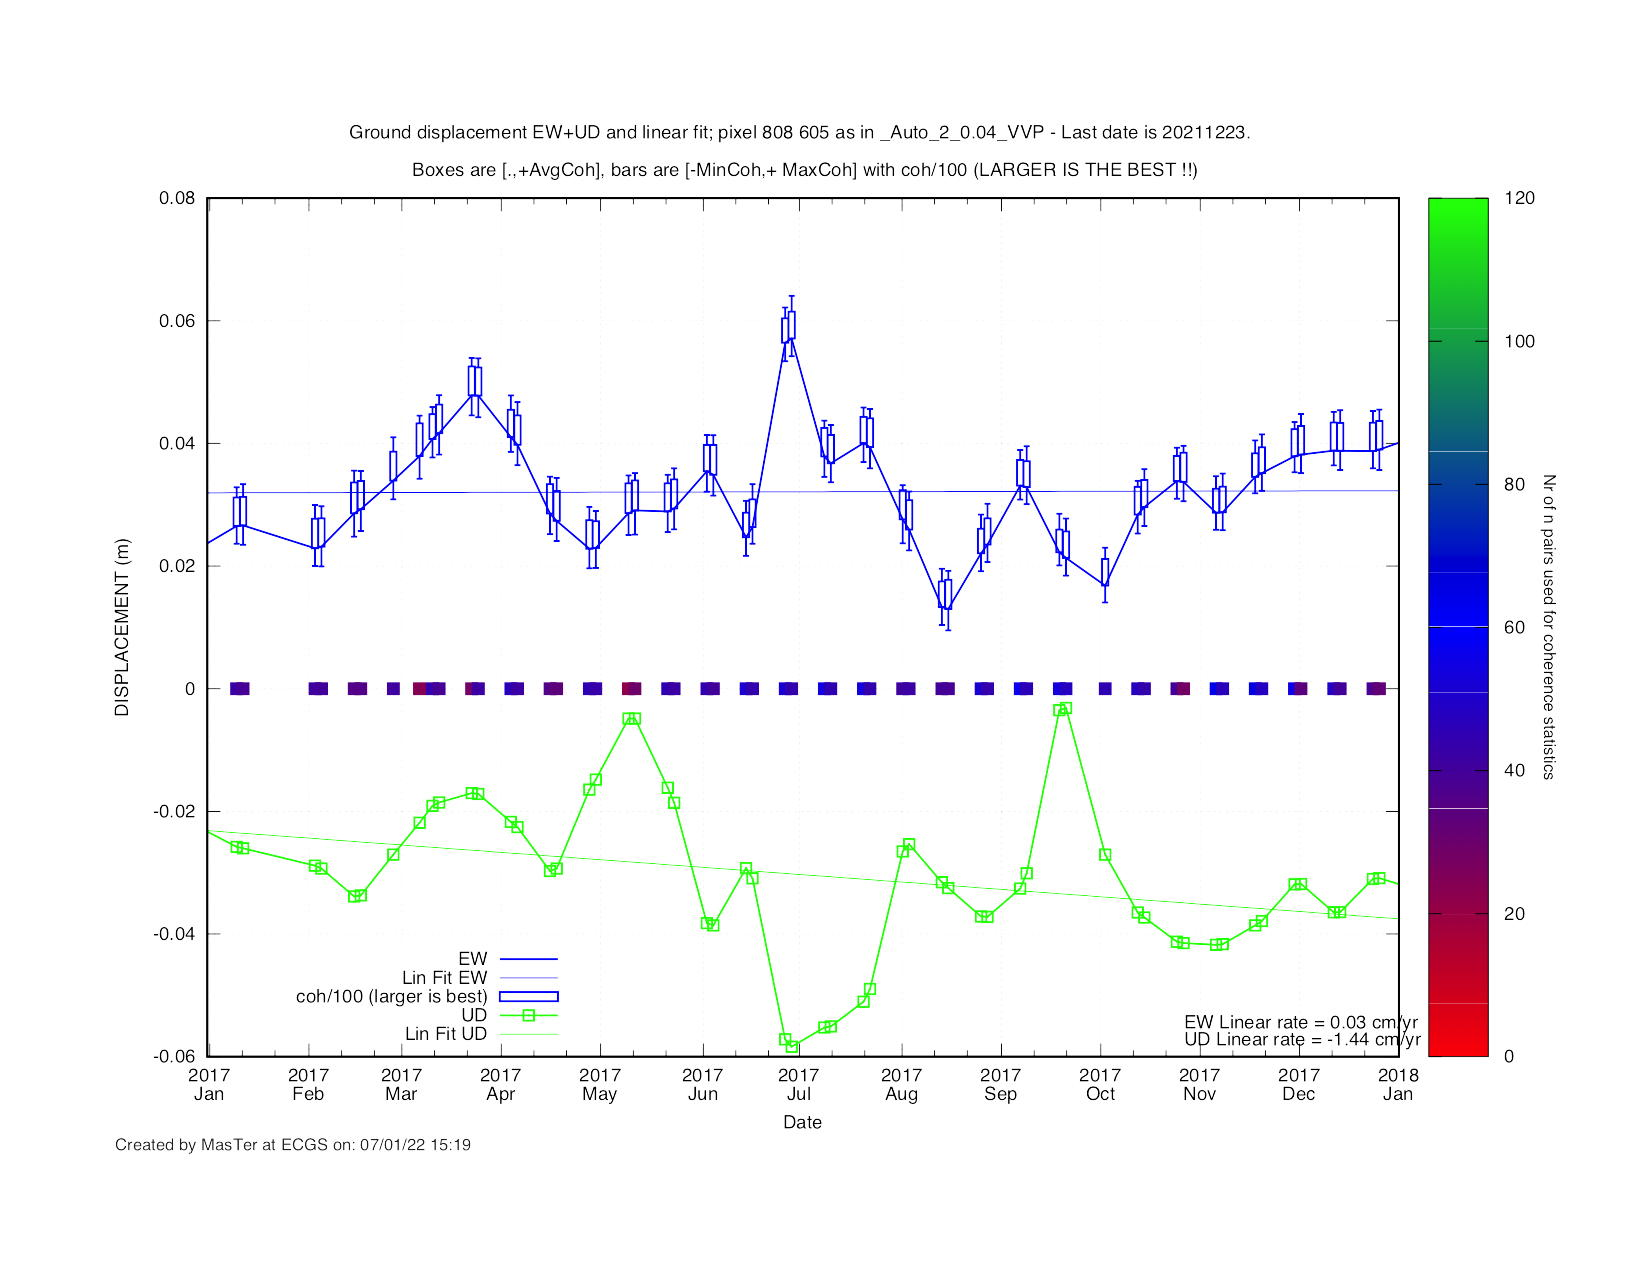 Ground displacement EW+UD and linear fit; pixel 808 605 as in _Auto_2_0.04_VVP - Last date is 20211223.
Boxes are [.,+AvgCoh], bars are [-MinCoh,+ MaxCoh] with coh/100 (LARGER IS THE BEST !!)
0.08
0.06
0.04
0.02
0
-0.02
-0.04
-0.06
DISPLACEMENT (m)
120
100
80
60
40
20
0
Nr of n pairs used for coherence statistics
EW
Lin Fit EW
coh/100 (larger is best)
UD
Lin Fit UD
EW Linear rate = 0.03 cm/yr
UD Linear rate = -1.44 cm/yr
2017 2017 2017 2017 2017 2017 2017 2017 2017 2017 2017 2017 2018
Jan Feb Mar Apr May Jun Jul Aug Sep Oct Nov Dec Jan
Date
Created by MasTer at ECGS on: 07/01/22 15:19